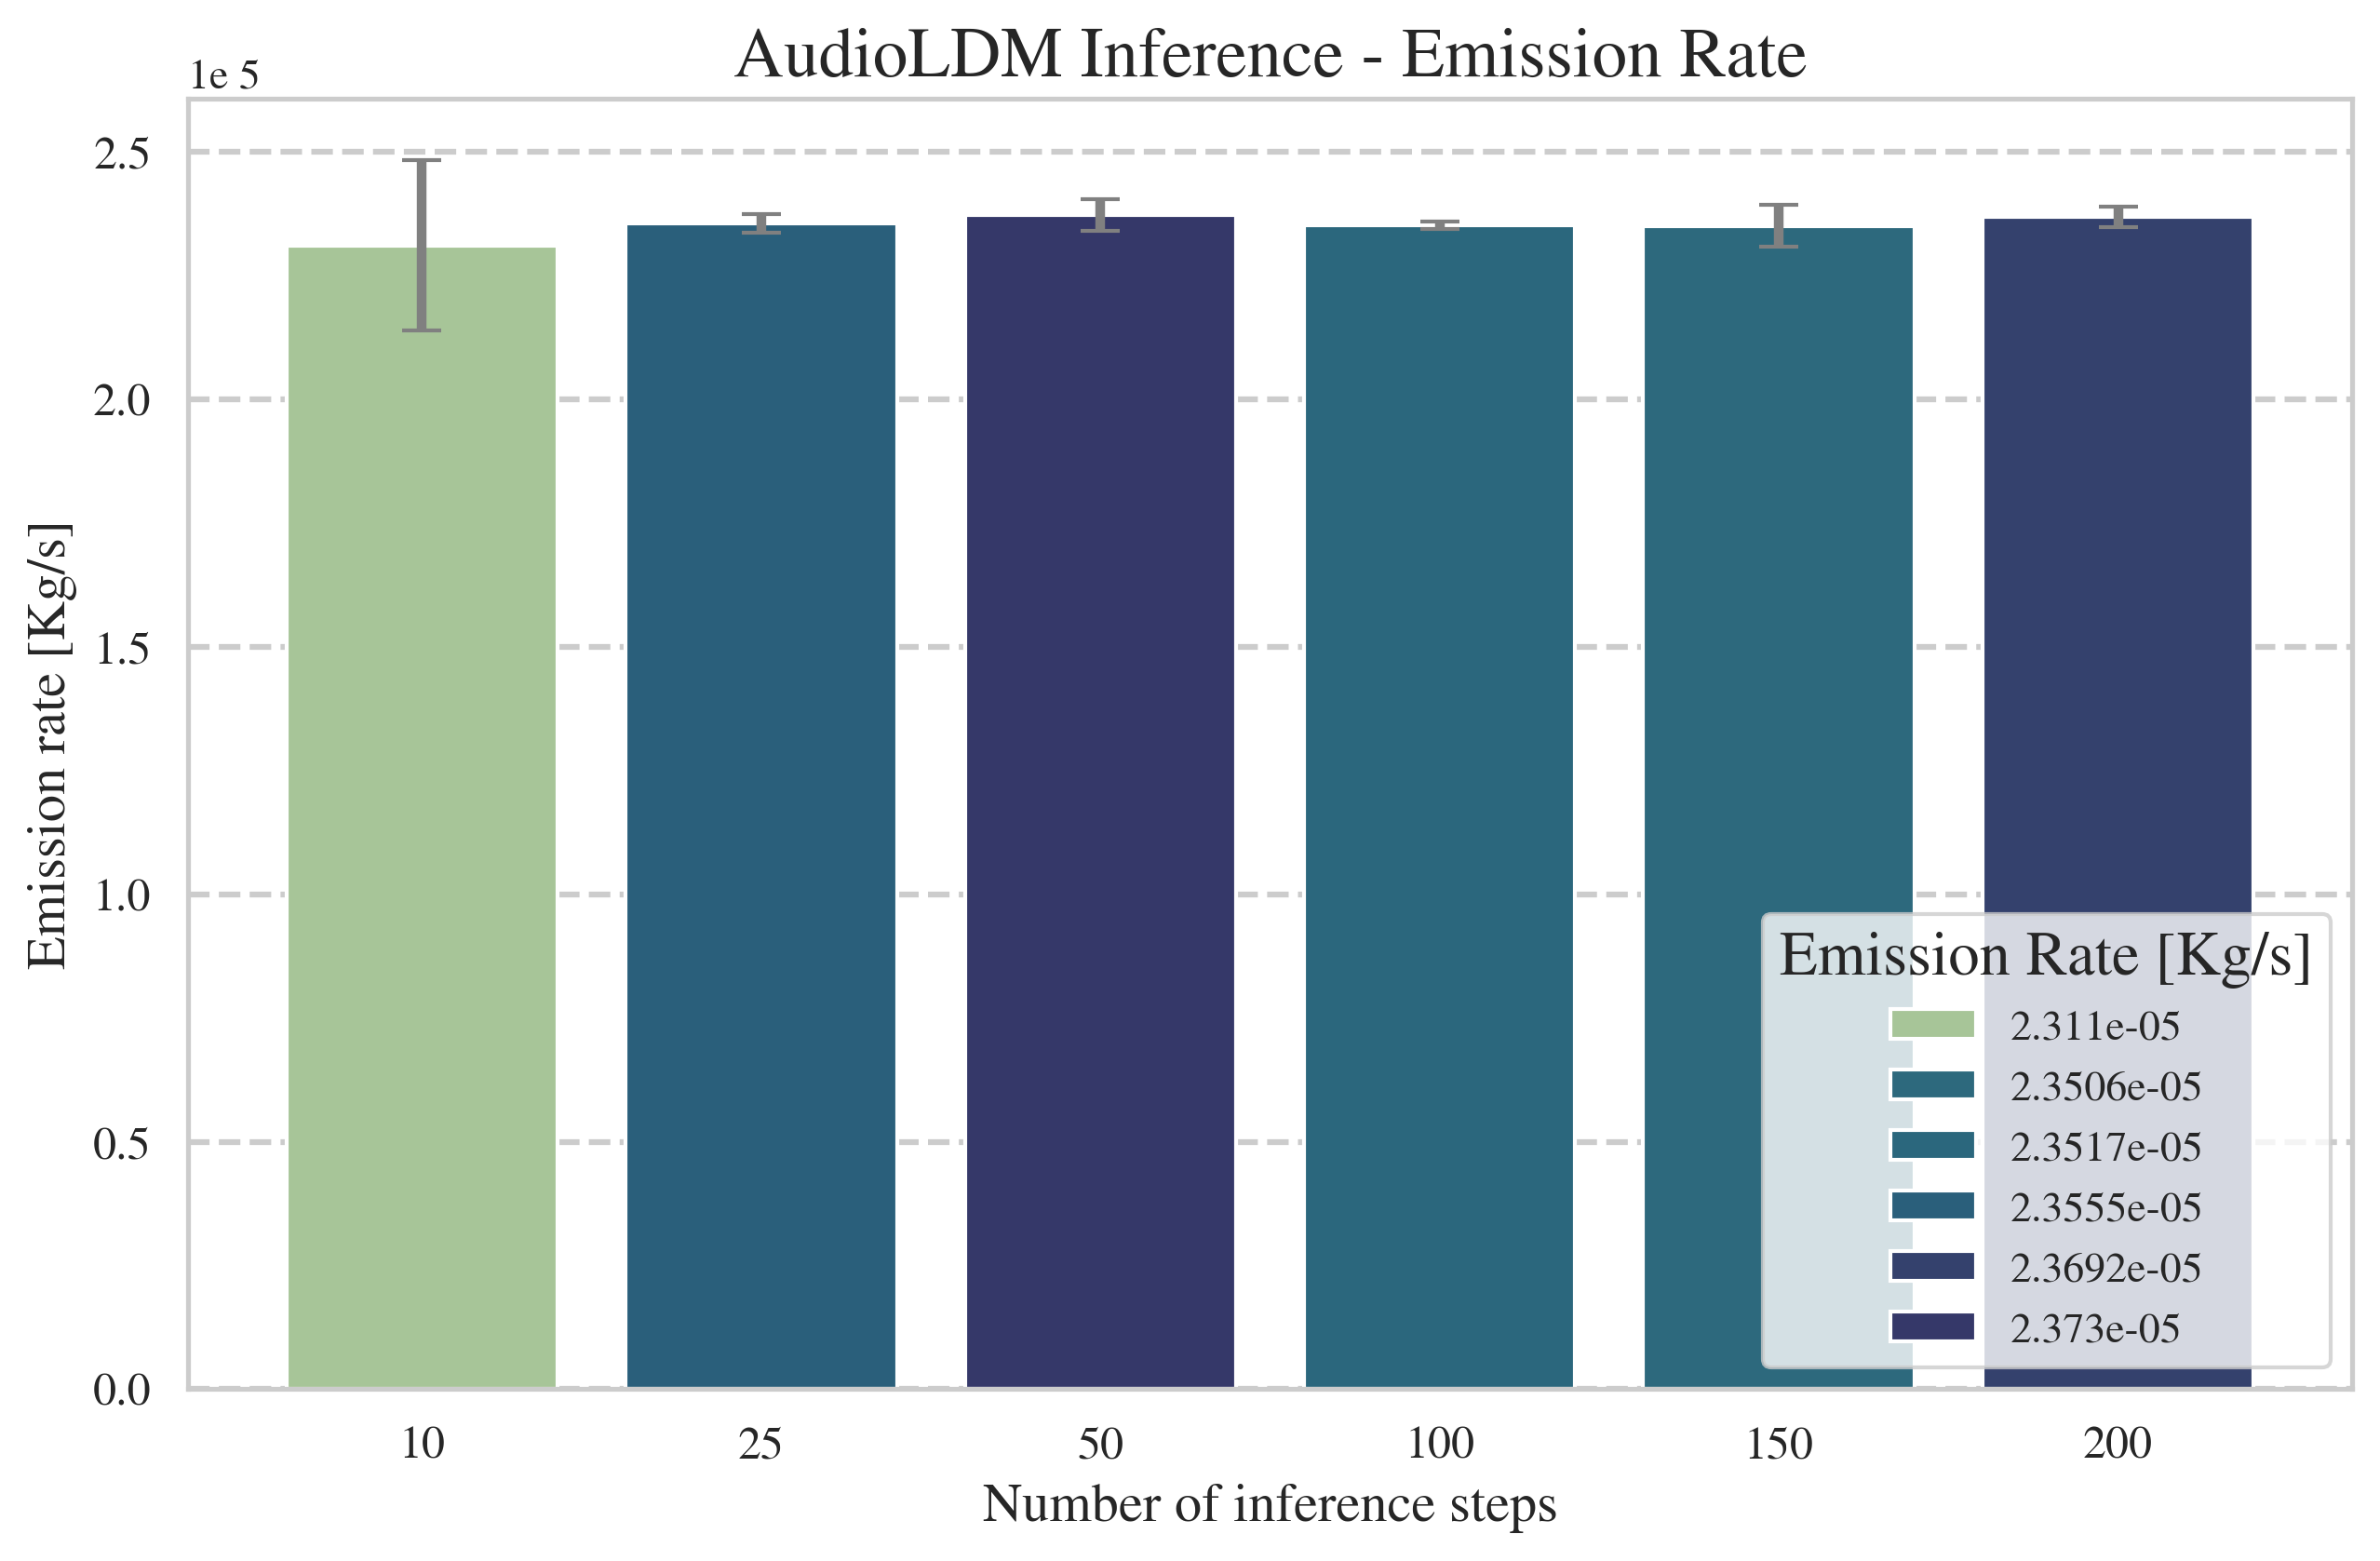 AudioLDM Inference - Emission Rate
1e 5
2.5
2.0
1.5
1.0
0.5
0.0
Emission rate [Kg/s]
Emission Rate [Kg/s]
2.311e-05
2.3506e-05
2.3517e-05
2.3555e-05
2.3692e-05
2.373e-05
10 25 50 100 150 200
Number of inference steps